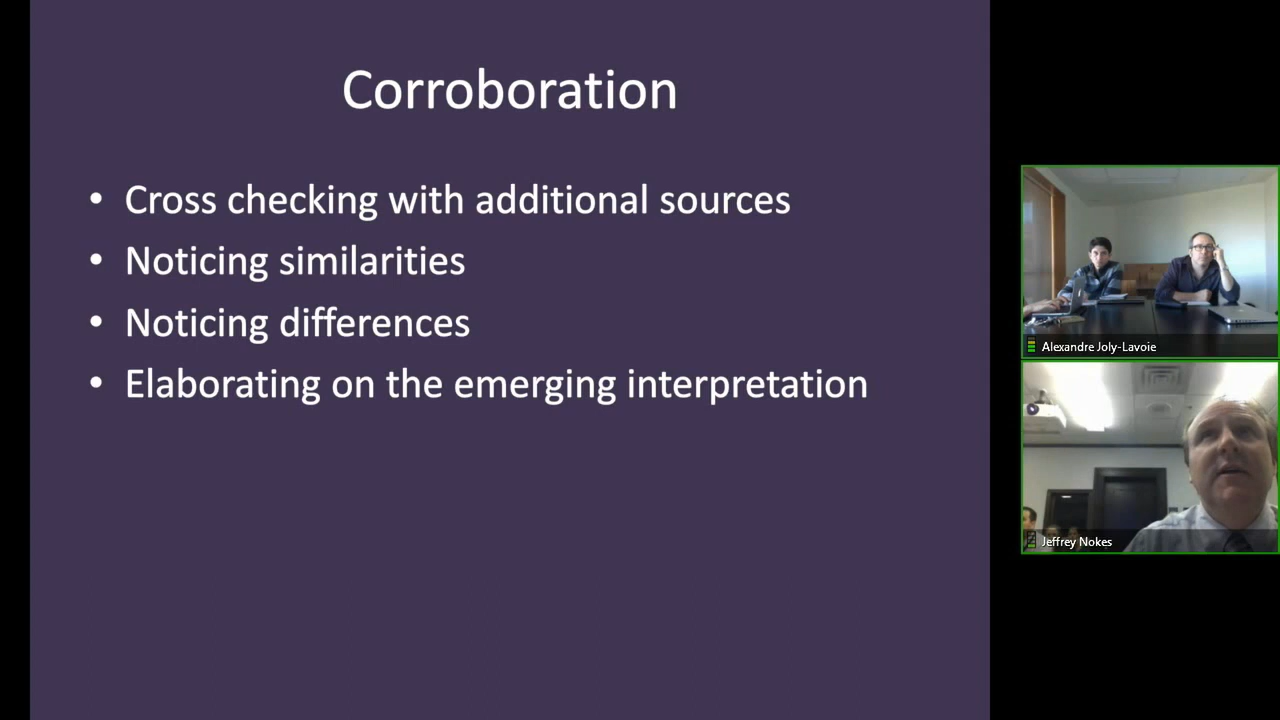 Corroboration
• Cross checking with additional sources
• Noticing similarities
• Noticing differences
• Elaborating on the emerging interpretation
Alexandre Joly-Lavoie
Jeffrey Nokes